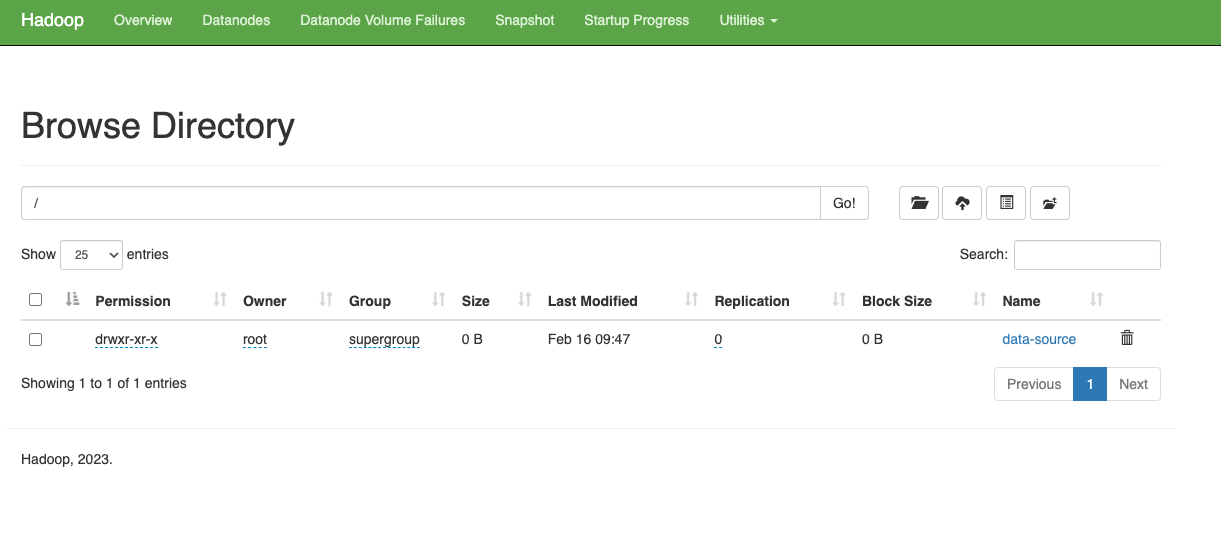 Hadoop Overview Datanodes Datanode Volume Failures Snapshot Startup Progress Utilities
Browse Directory
/ Go!
Show 25 entries Search:
Permission Owner Group Size Last Modified Replication Block Size Name
drwxr-xr-x root supergroup 0 B Feb 16 09:47 0 0 B data-source
Showing 1 to 1 of 1 entries Previous 1 Next
Hadoop, 2023.